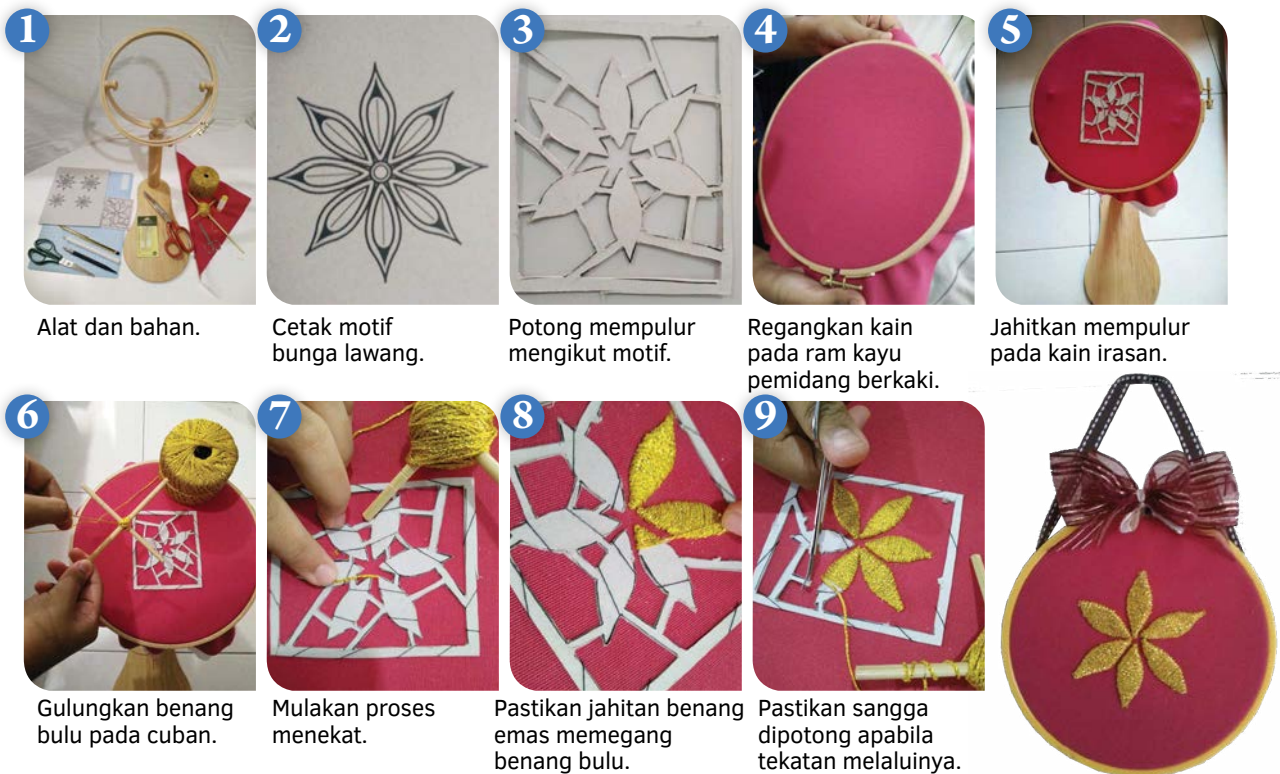 1
Alat dan bahan.
2
Cetak motif
bunga lawang.
3
Potong mempulur
mengikut motif.
4
Regangkan kain
pada ram kayu
pemidang berkaki.
5
Jahitkan mempulur
pada kain irasan.
6
Gulungkan benang
bulu pada cuban.
7
Mulakan proses
menekat.
8
Pastikan jahitan benang
emas memegang
benang bulu.
9
Pastikan sangga
dipotong apabila
tekatan melaluinya.